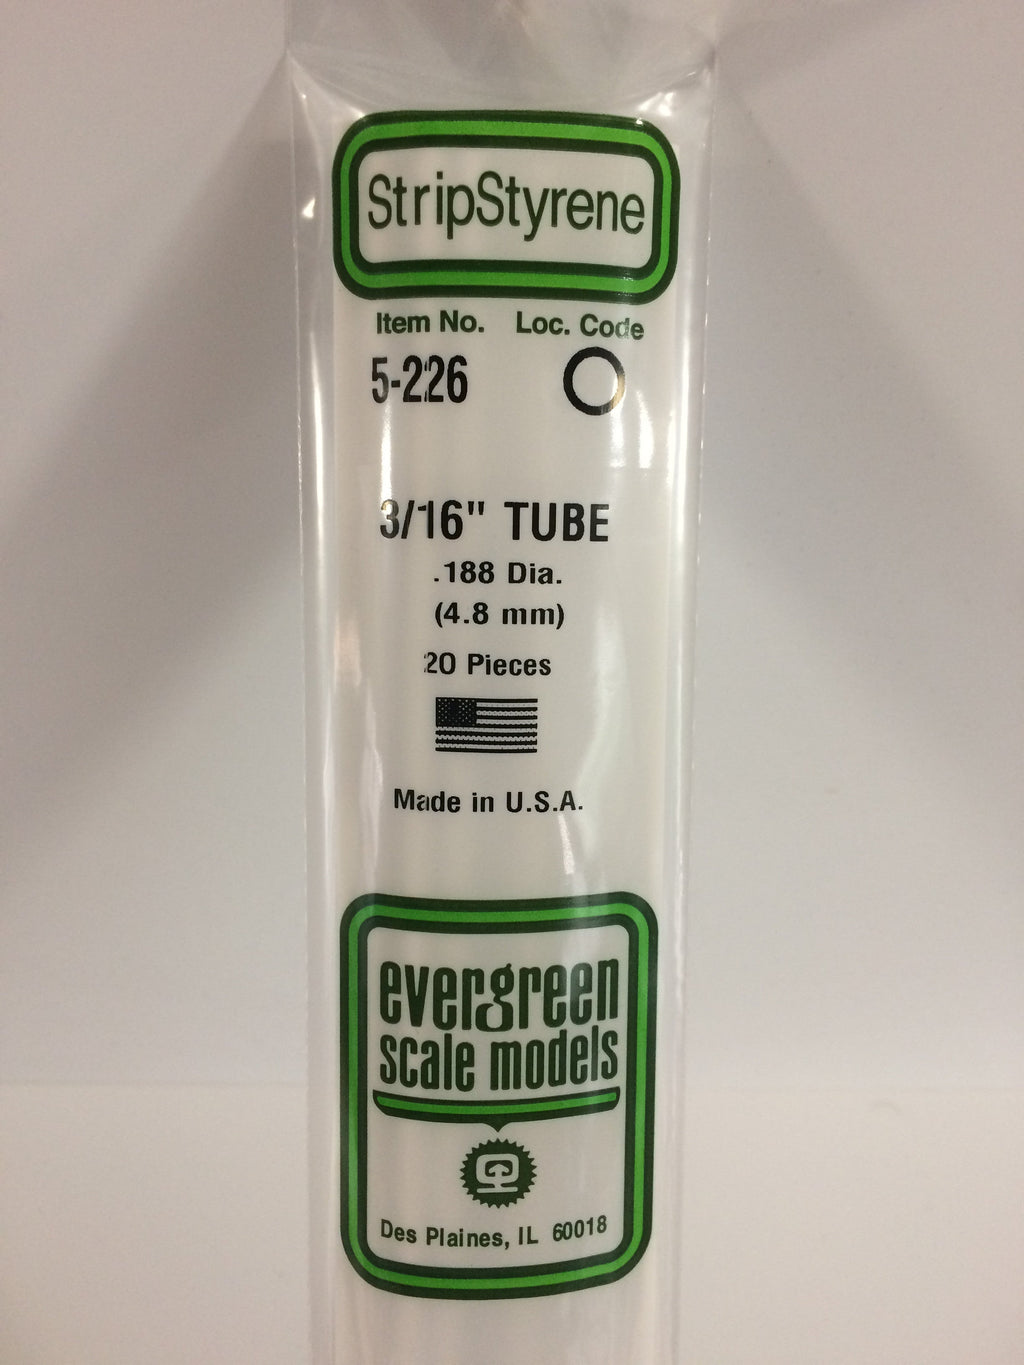 StripStyrene
Item No. Loc. Code
5-226
3/16" TUBE
.188 Dia.
(4.8 mm)
20 Pieces
Made in U.S.A.
evergreen
scale models
Des Plaines, IL 60018